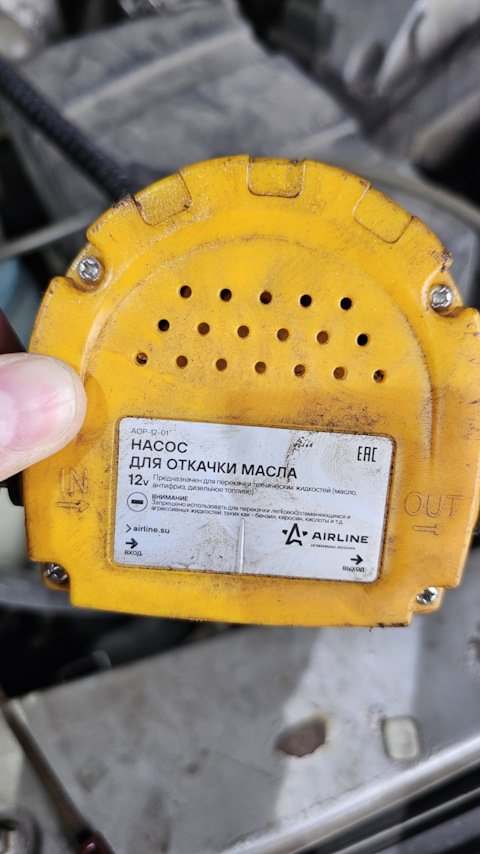 AOP-12-01
НАСОС
ДЛЯ ОТКАЧКИ МАСЛА
EAC
12v Предназначен для перекачки технических жидкостей (масло, антифриз, дизельное топливо)
ВНИМАНИЕ
Запрещено использовать для перекачки легковоспламеняющихся и
агрессивных жидкостей, таких как - бензин, керосин, кислоты и т.д.
airline.su
AIRLINE
вход
выход
IN
OUT